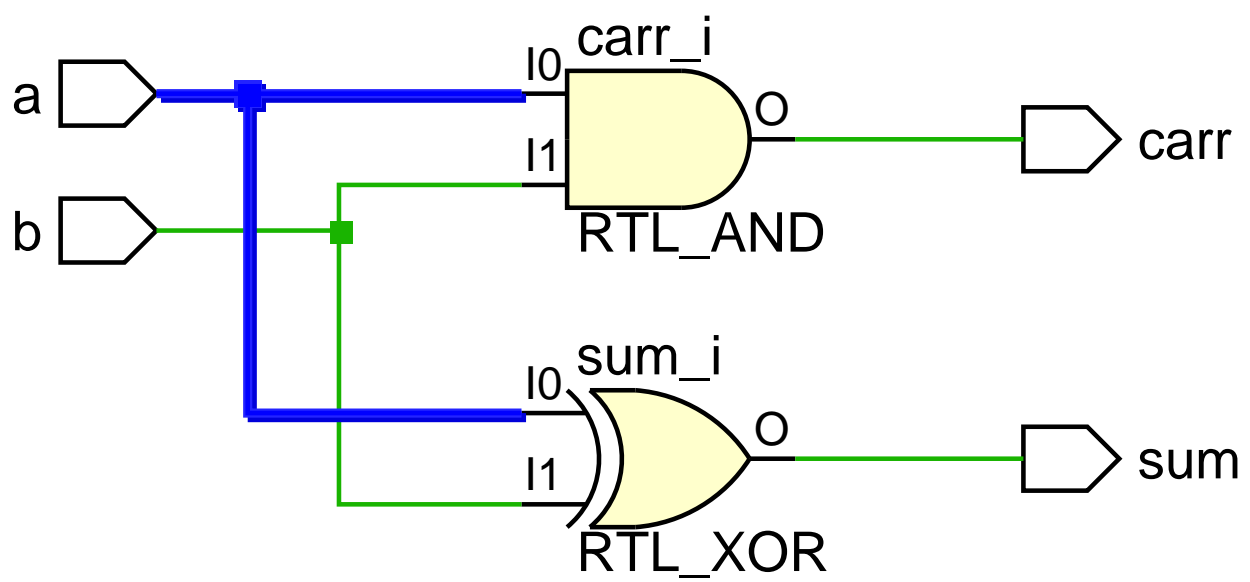 carr_i
a
I0
O
I1
carr
b
RTL_AND
sum_i
I0
O
I1
sum
RTL_XOR